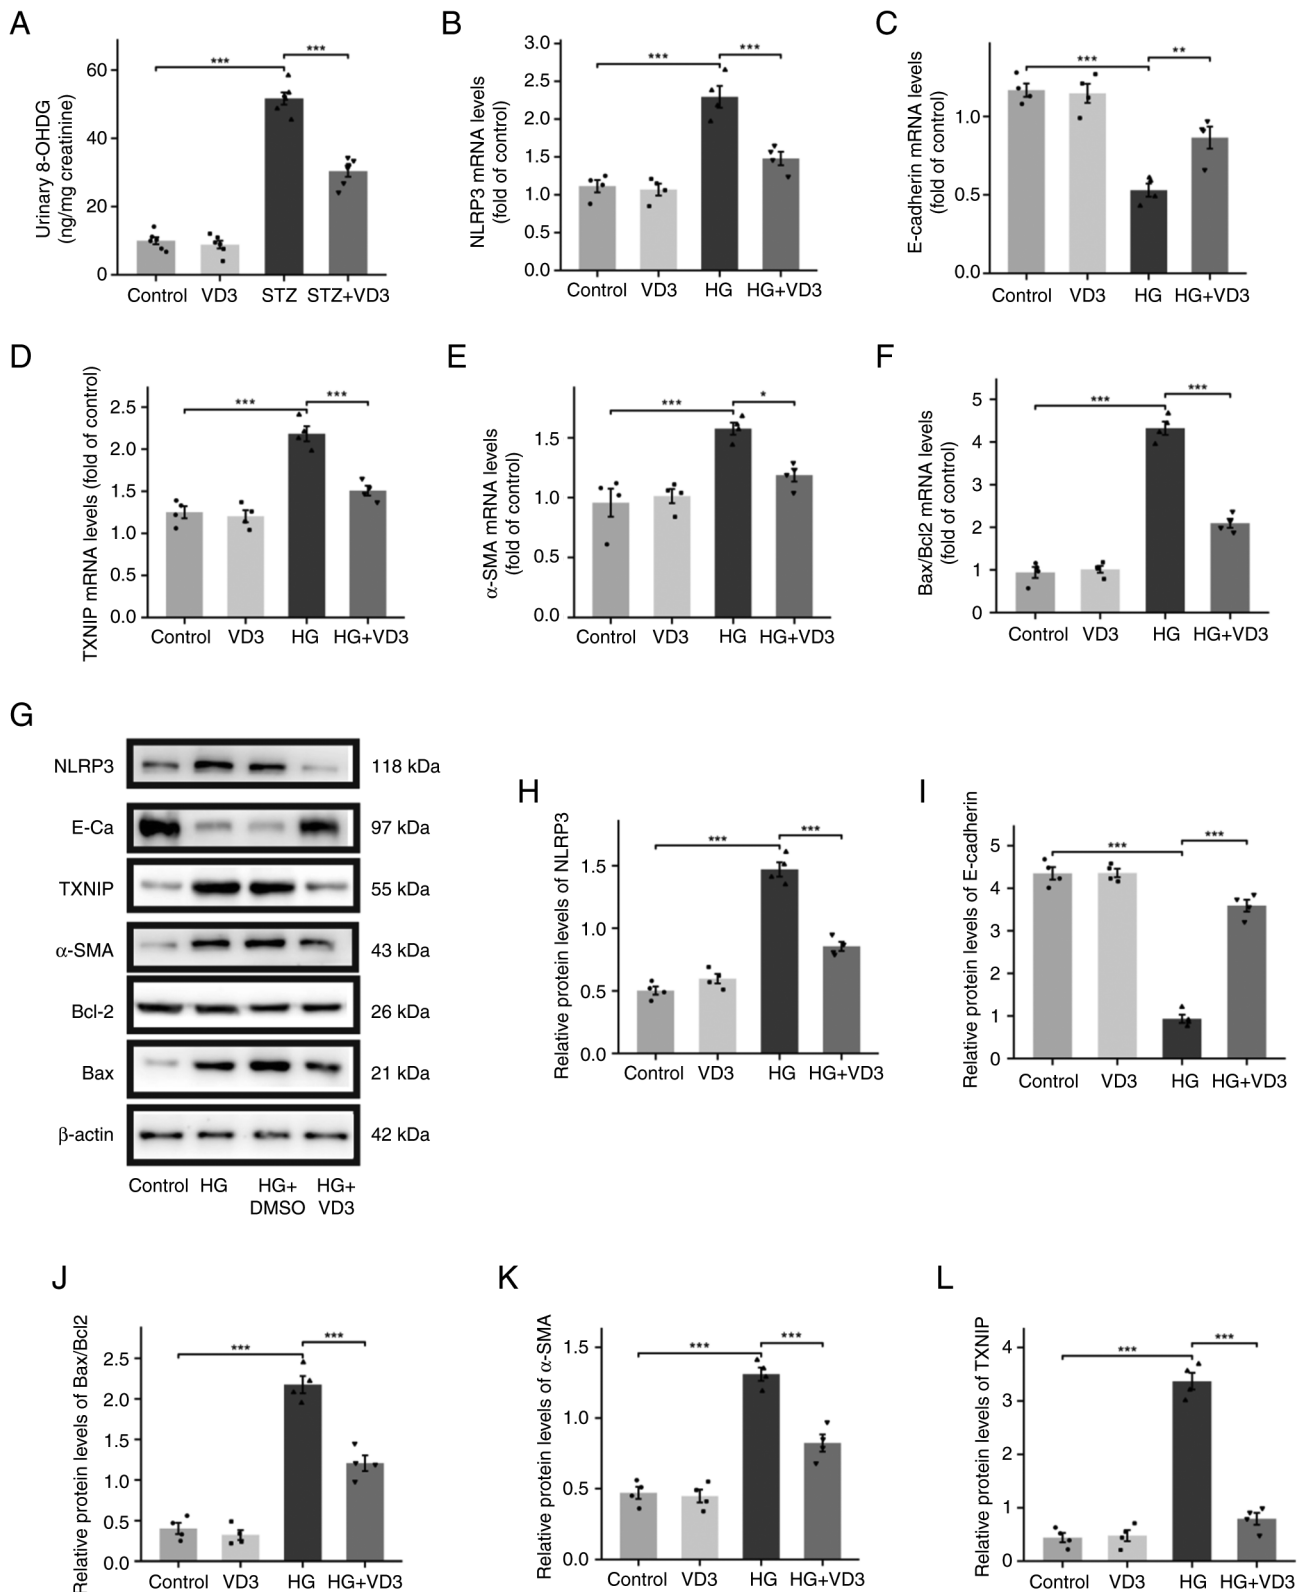 A
Urinary 8-OHDG
(ng/mg creatinine)
60
40
20
0
***
***
Control VD3 STZ STZ+VD3
B
NLRP3 mRNA levels
(fold of control)
3.0
2.5
2.0
1.5
1.0
0.5
0.0
***
***
Control VD3 HG HG+VD3
C
E-cadherin mRNA levels
(fold of control)
1.0
0.5
0.0
***
**
Control VD3 HG HG+VD3
D
TXNIP mRNA levels (fold of control)
2.5
2.0
1.5
1.0
0.5
0.0
***
***
Control VD3 HG HG+VD3
E
α-SMA mRNA levels
(fold of control)
1.5
1.0
0.5
0.0
***
*
Control VD3 HG HG+VD3
F
Bax/Bcl2 mRNA levels
(fold of control)
5
4
3
2
1
0
***
***
Control VD3 HG HG+VD3
G
NLRP3 118 kDa
E-Ca 97 kDa
TXNIP 55 kDa
α-SMA 43 kDa
Bcl-2 26 kDa
Bax 21 kDa
β-actin 42 kDa
Control HG HG+ HG+
DMSO VD3
H
Relative protein levels of NLRP3
1.5
1.0
0.5
0.0
***
***
Control VD3 HG HG+VD3
I
Relative protein levels of E-cadherin
5
4
3
2
1
0
***
***
Control VD3 HG HG+VD3
J
Relative protein levels of Bax/Bcl2
2.5
2.0
1.5
1.0
0.5
0.0
***
***
Control VD3 HG HG+VD3
K
Relative protein levels of α-SMA
1.5
1.0
0.5
0.0
***
***
Control VD3 HG HG+VD3
L
Relative protein levels of TXNIP
4
3
2
1
0
***
***
Control VD3 HG HG+VD3